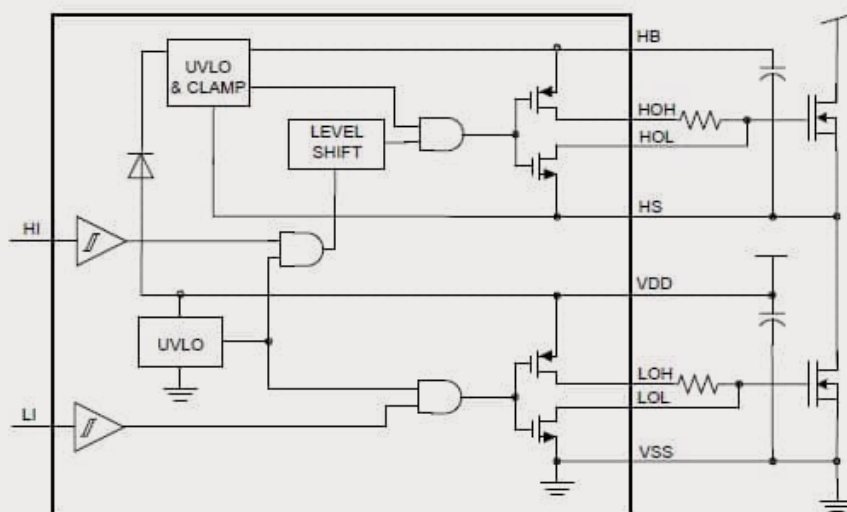 HB
UVLO
& CLAMP
LEVEL
SHIFT
HOH
HOL
HS
HI
VDD
UVLO
LOH
LOL
LI
VSS